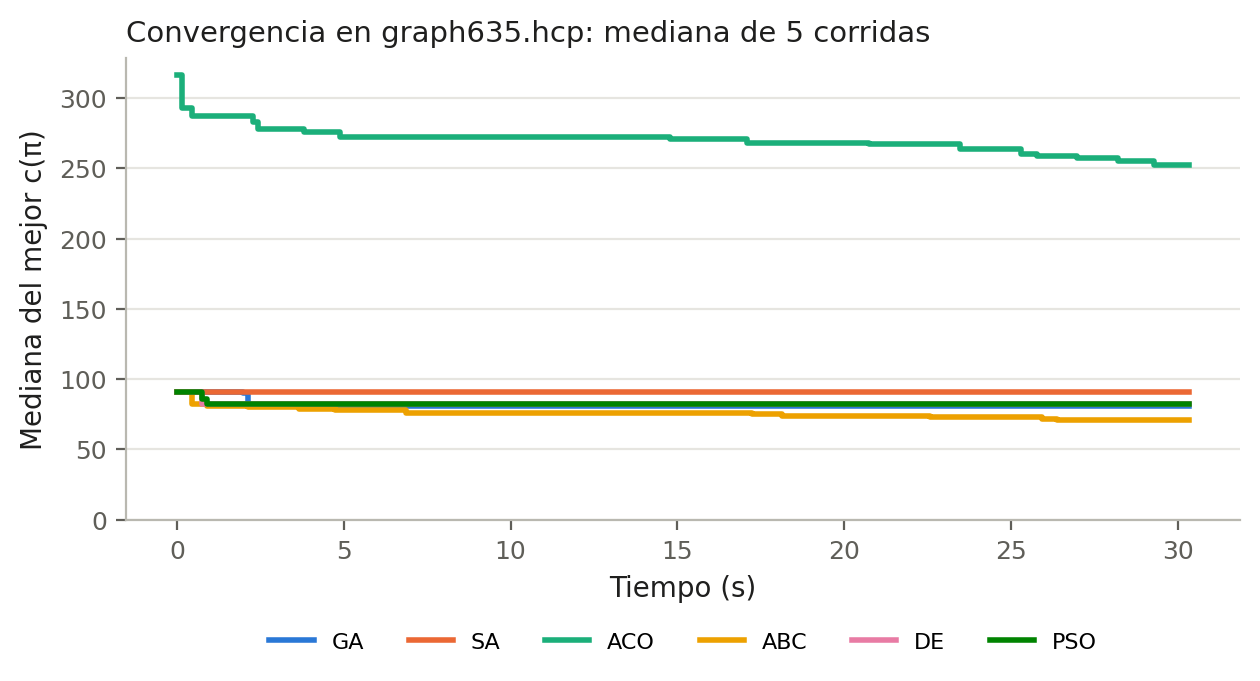 Convergencia en graph635.hcp: mediana de 5 corridas
Mediana del mejor c(π)
300
250
200
150
100
50
0
0 5 10 15 20 25 30
Tiempo (s)
GA SA ACO ABC DE PSO